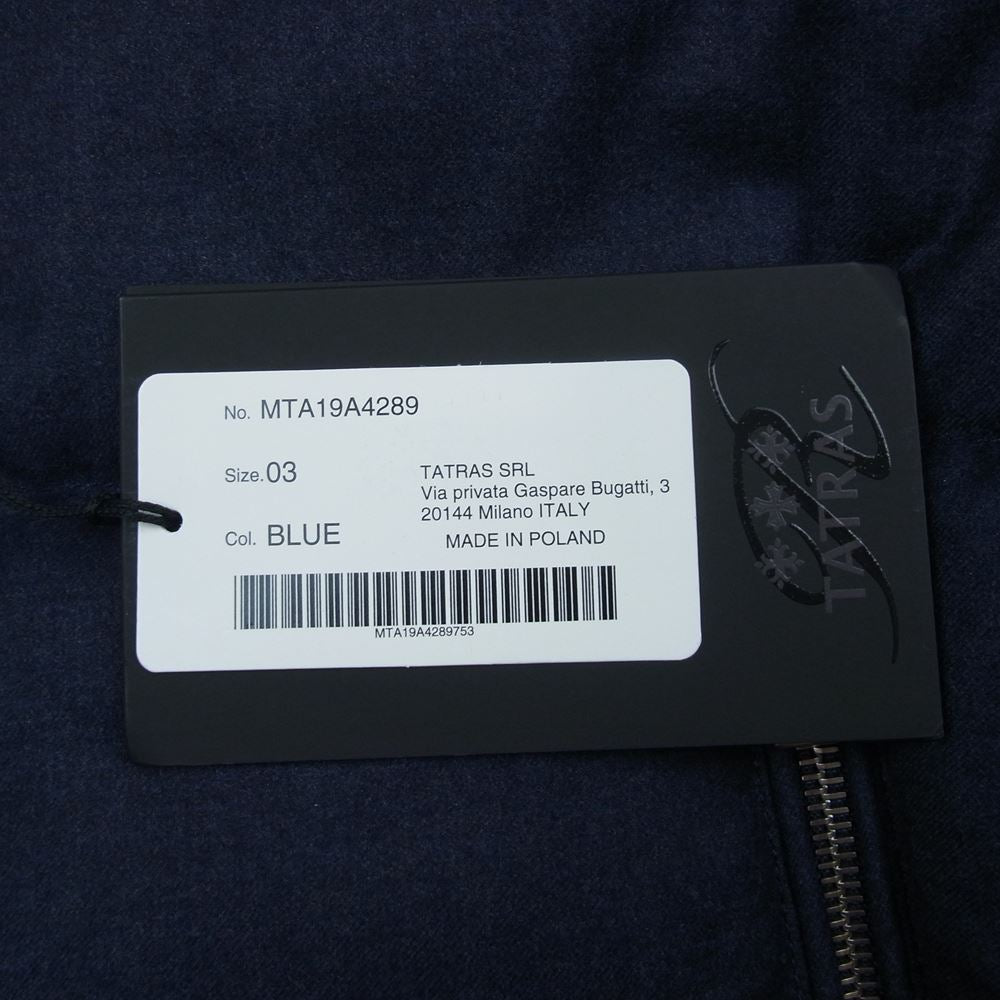 No. MTA19A4289
Size.03
Col. BLUE
TATRAS SRL
Via privata Gaspare Bugatti, 3
20144 Milano ITALY
MADE IN POLAND
MTA19A4289753
TATRAS